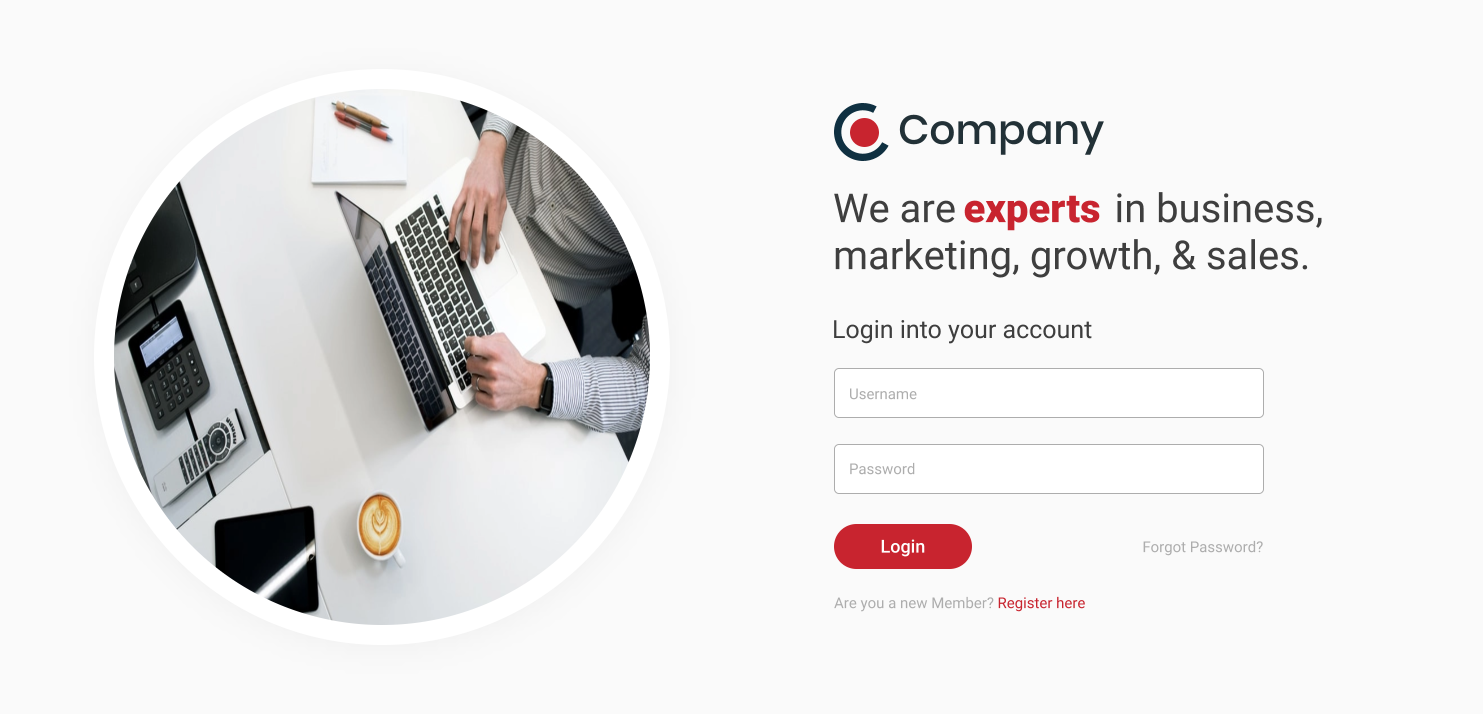 Company
We are experts in business,
marketing, growth, & sales.
Login into your account
Username
Password
Login
Forgot Password?
Are you a new Member? Register here